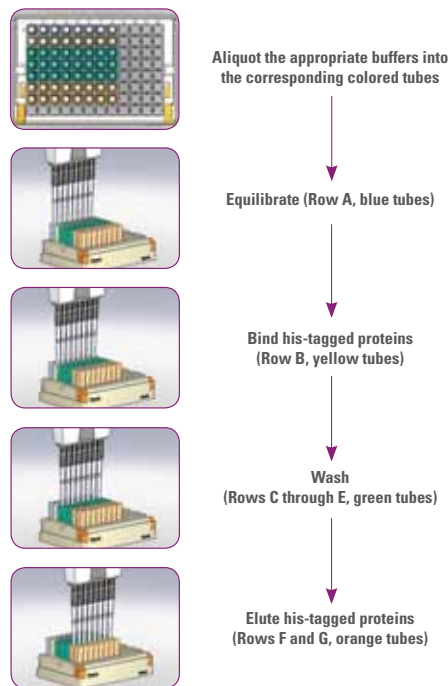 Aliquot the appropriate buffers into
the corresponding colored tubes
Equilibrate (Row A, blue tubes)
Bind his-tagged proteins
(Row B, yellow tubes)
Wash
(Rows C through E, green tubes)
Elute his-tagged proteins
(Rows F and G, orange tubes)